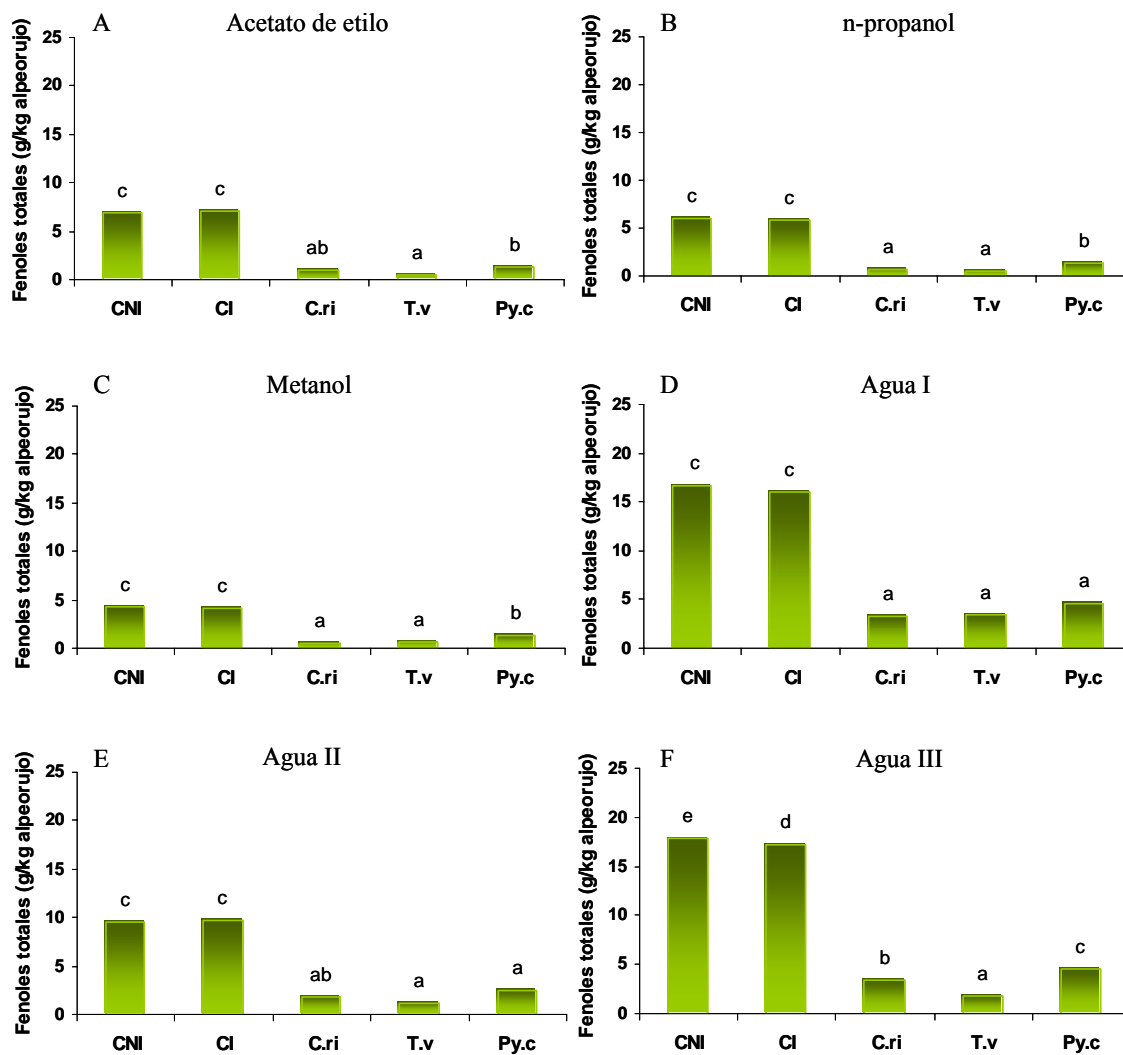 A
Acetato de etilo
Fenoles totales (g/kg alpeorujo)
25
20
15
10
5
0
c
c
ab
a
b
CNI
CI
C.ri
T.v
Py.c
B
n-propanol
Fenoles totales (g/kg alpeorujo)
25
20
15
10
5
0
c
c
a
a
b
CNI
CI
C.ri
T.v
Py.c
C
Metanol
Fenoles totales (g/kg alpeorujo)
25
20
15
10
5
0
c
c
a
a
b
CNI
CI
C.ri
T.v
Py.c
D
Agua I
Fenoles totales (g/kg alpeorujo)
25
20
15
10
5
0
c
c
a
a
a
CNI
CI
C.ri
T.v
Py.c
E
Agua II
Fenoles totales (g/kg alpeorujo)
25
20
15
10
5
0
c
c
ab
a
a
CNI
CI
C.ri
T.v
Py.c
F
Agua III
Fenoles totales (g/kg alpeorujo)
25
20
15
10
5
0
e
d
b
a
c
CNI
CI
C.ri
T.v
Py.c